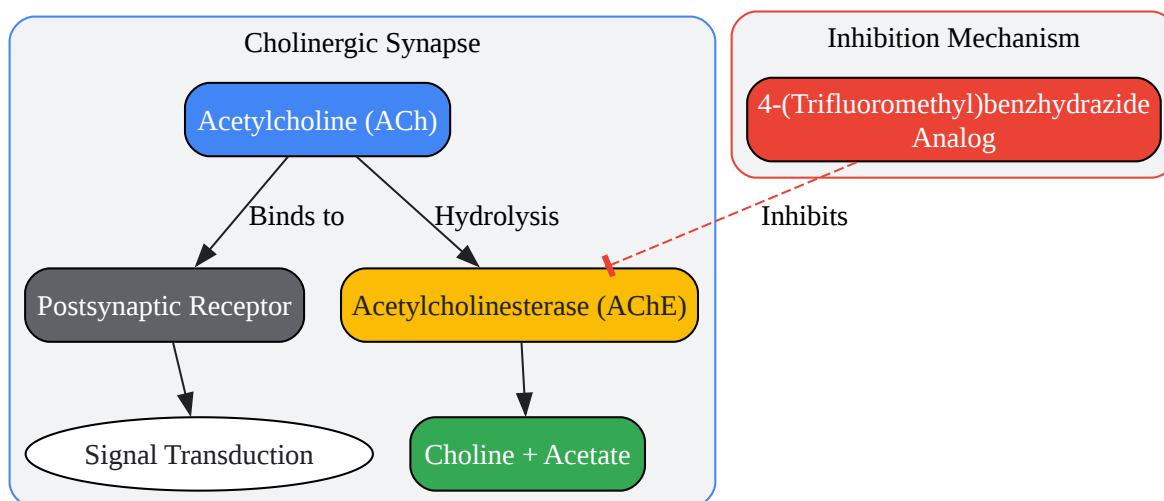 Cholinergic Synapse
Inhibition Mechanism
Acetylcholine (ACh)
4-(Trifluoromethyl)benzhydrazide
Analog
Binds to
Hydrolysis
Inhibits
Postsynaptic Receptor
Acetylcholinesterase (AChE)
Signal Transduction
Choline + Acetate